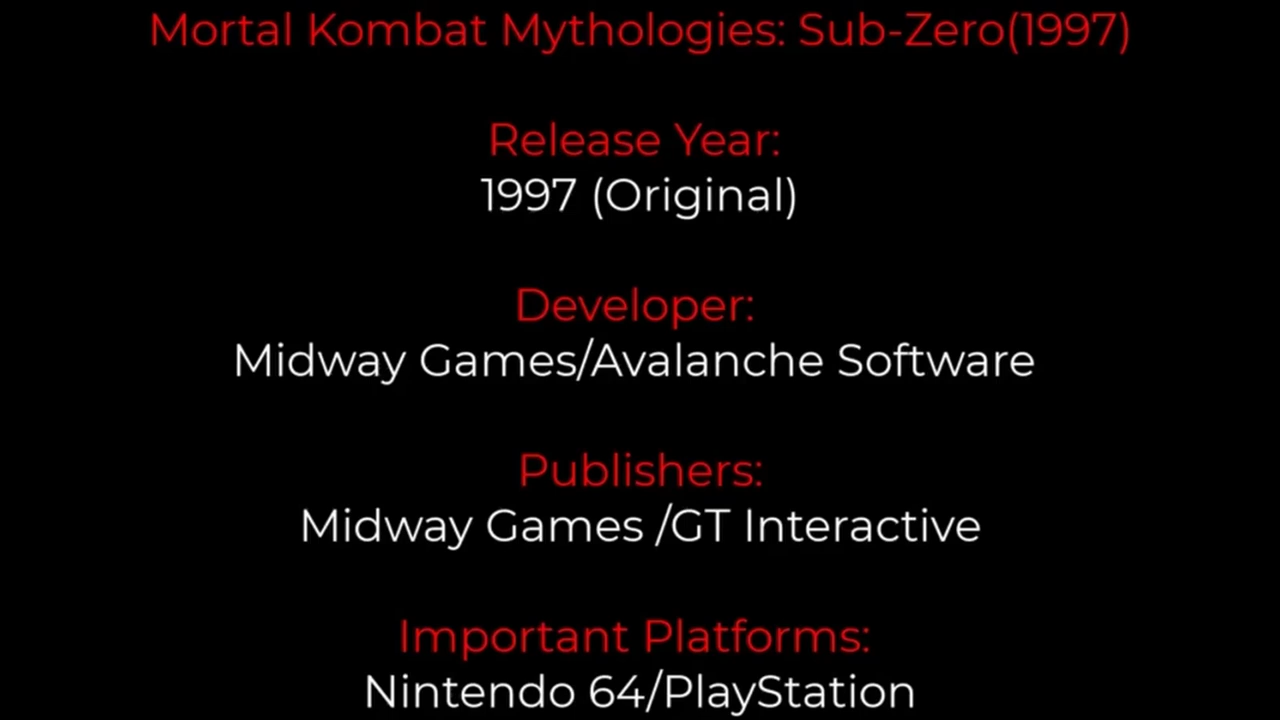 Mortal Kombat Mythologies: Sub-Zero(1997)
Release Year:
1997 (Original)
Developer:
Midway Games/Avalanche Software
Publishers:
Midway Games /GT Interactive
Important Platforms:
Nintendo 64/PlayStation